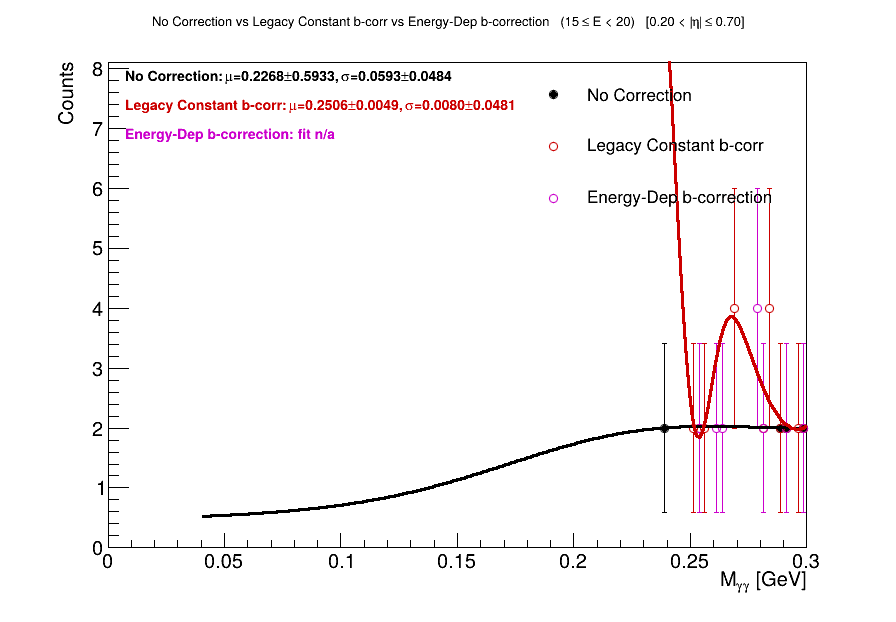 No Correction vs Legacy Constant b-corr vs Energy-Dep b-correction (15 ≤ E < 20) [0.20 < |η| ≤ 0.70]
Counts
No Correction: μ=0.2268±0.5933, σ=0.0593±0.0484
Legacy Constant b-corr: μ=0.2506±0.0049, σ=0.0080±0.0481
Energy-Dep b-correction: fit n/a
No Correction
Legacy Constant b-corr
Energy-Dep b-correction
8
7
6
5
4
3
2
1
0
0 0.05 0.1 0.15 0.2 0.25 0.3
M_γγ [GeV]